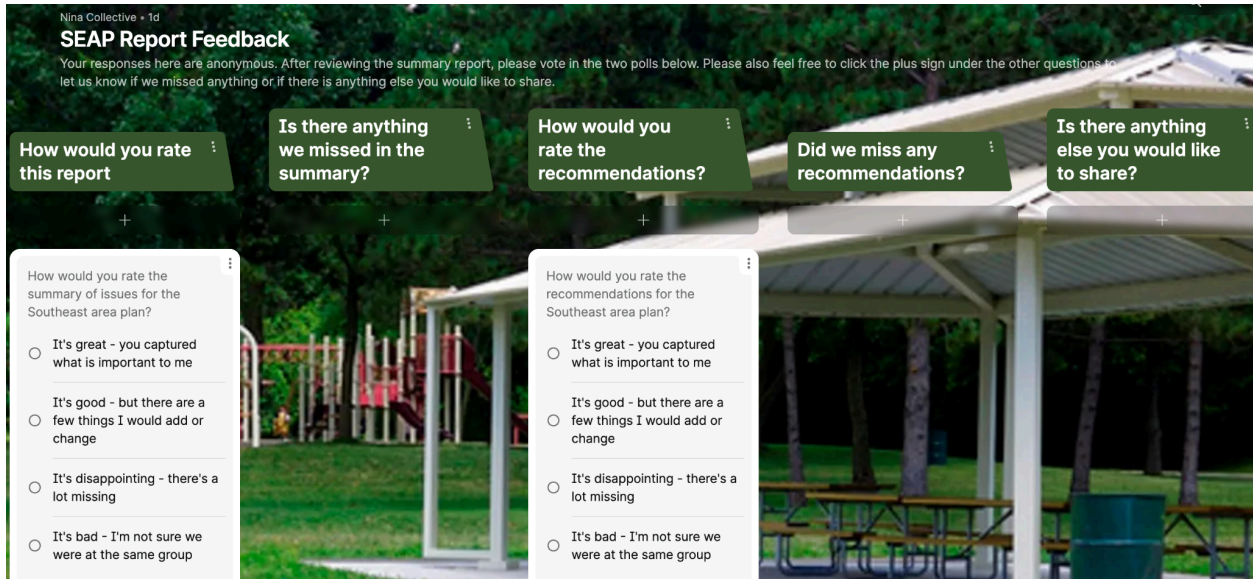 Nina Collective • 1d
SEAP Report Feedback
Your responses here are anonymous. After reviewing the summary report, please vote in the two polls below. Please also feel free to click the plus sign under the other questions to
let us know if we missed anything or if there is anything else you would like to share.
How would you rate
this report
Is there anything
we missed in the
summary?
How would you
rate the
recommendations?
Did we miss any
recommendations?
Is there anything
else you would like
to share?
How would you rate the
summary of issues for the
Southeast area plan?
It's great - you captured
what is important to me
It's good - but there are a
few things I would add or
change
It's disappointing - there's a
lot missing
It's bad - I'm not sure we
were at the same group
How would you rate the
recommendations for the
Southeast area plan?
It's great - you captured
what is important to me
It's good - but there are a
few things I would add or
change
It's disappointing - there's a
lot missing
It's bad - I'm not sure we
were at the same group